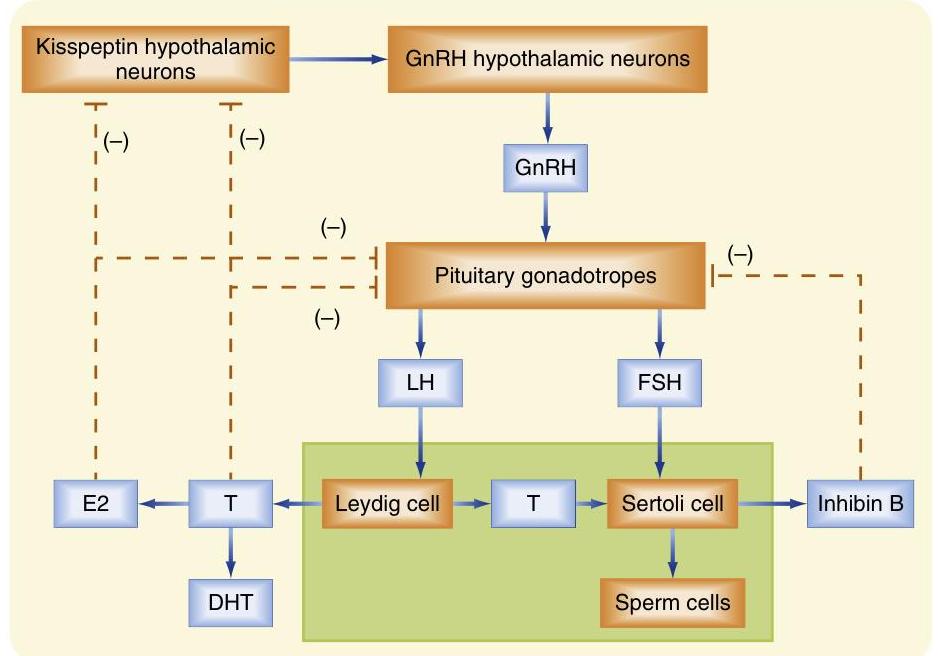 Kisspeptin hypothalamic
neurons
GnRH hypothalamic neurons
(–)
(–)
GnRH
(–)
(–)
Pituitary gonadotropes
(–)
LH
FSH
E2
T
Leydig cell
T
Sertoli cell
Inhibin B
DHT
Sperm cells